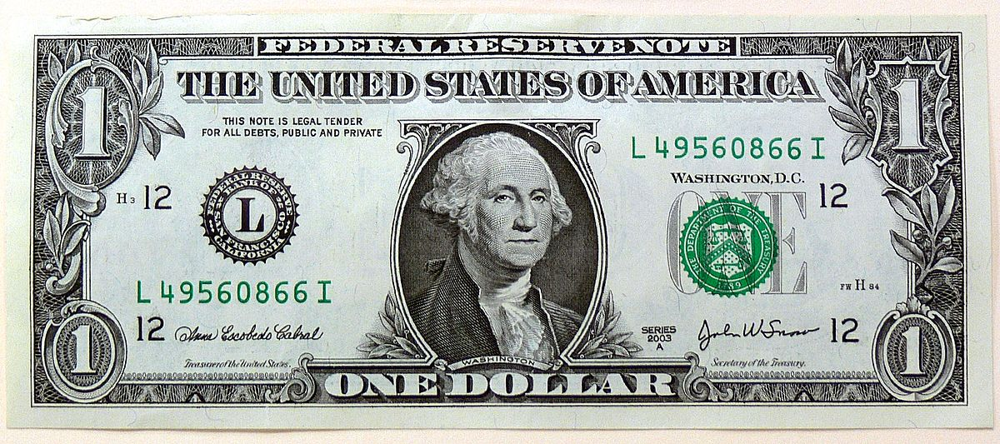 FEDERAL RESERVE NOTE
THE UNITED STATES OF AMERICA
1
1
THIS NOTE IS LEGAL TENDER
FOR ALL DEBTS, PUBLIC AND PRIVATE
L 49560866 I
WASHINGTON, D.C.
H 3
12
12
FEDERAL RESERVE
BANK OF
SAN FRANCISCO
CALIFORNIA
L
ONE
THE DEPARTMENT OF THE TREASURY
1789
L 49560866 I
FW H 84
12
Anna Escobedo Cabral
Treasurer of the United States.
SERIES
2003
A
John W Snow
Secretary of the Treasury.
12
WASHINGTON
1
ONE DOLLAR
1